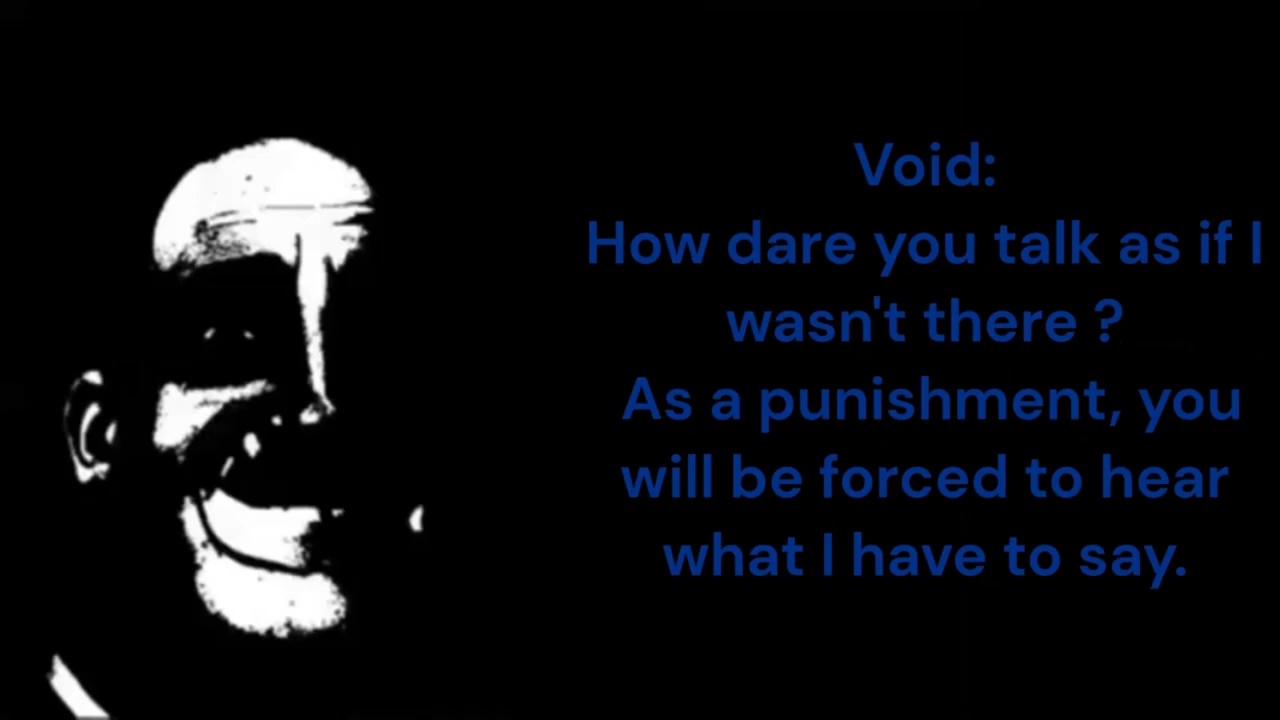 Void:
How dare you talk as if I
wasn't there ?
As a punishment, you
will be forced to hear
what I have to say.